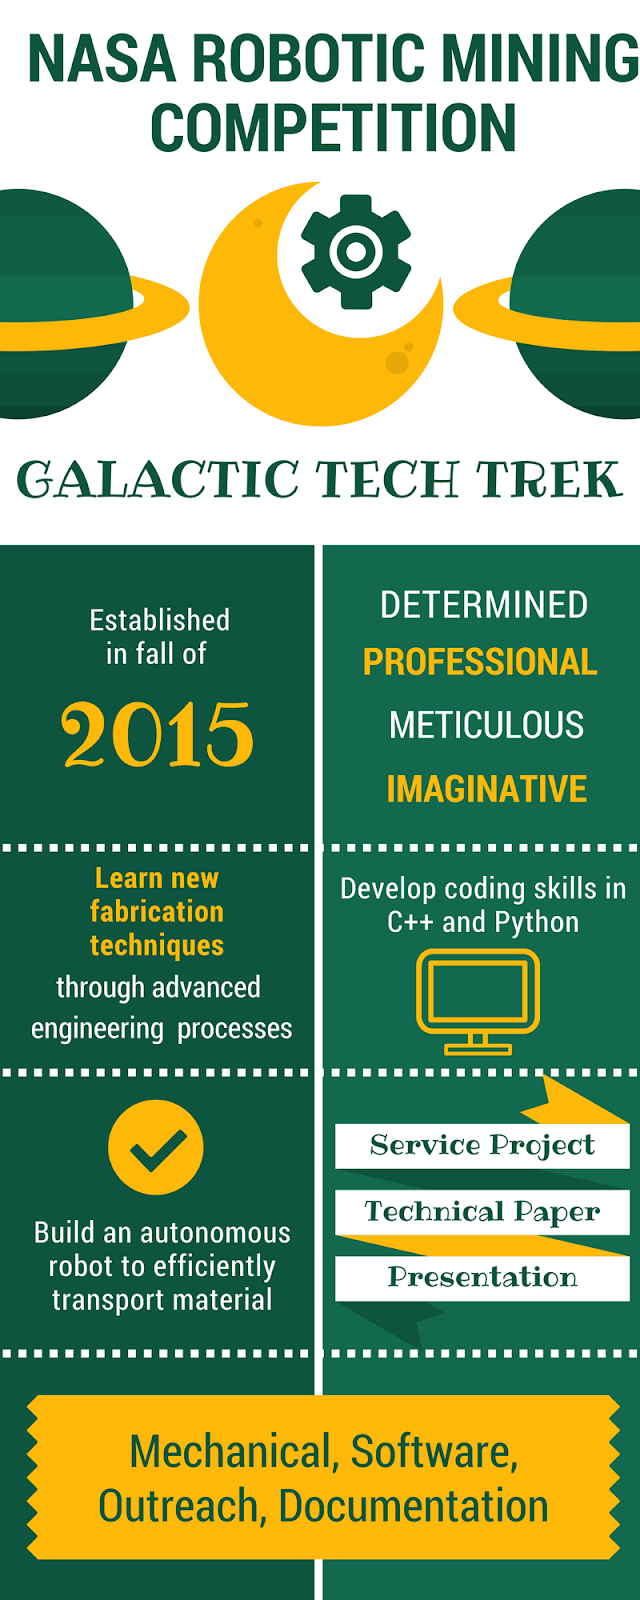 NASA ROBOTIC MINING
COMPETITION
GALACTIC TECH TREK
Established
in fall of
2015
DETERMINED
PROFESSIONAL
METICULOUS
IMAGINATIVE
Learn new
fabrication
techniques
through advanced
engineering processes
Develop coding skills in
C++ and Python
Build an autonomous
robot to efficiently
transport material
Service Project
Technical Paper
Presentation
Mechanical, Software,
Outreach, Documentation